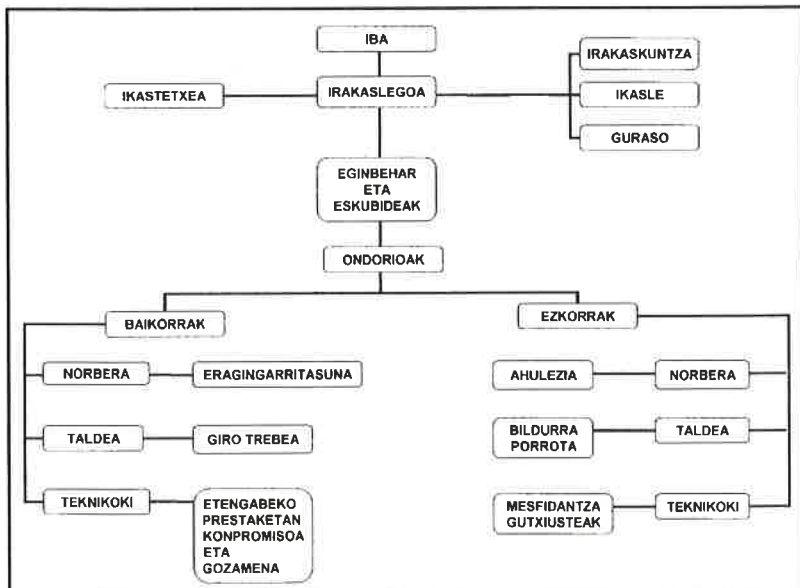 IBA
IRAKASKUNTZA
IKASTETXEA
IRAKASLEGOA
IKASLE
GURASO
EGINBEHAR
ETA
ESKUBIDEAK
ONDORIOAK
BAIKORRAK
EZKORRAK
NORBERA
ERAGINGARRITASUNA
AHULEZIA
NORBERA
TALDEA
GIRO TREBEA
BILDURRA
PORROTA
TALDEA
TEKNIKOKI
ETENGABEKO
PRESTAKETAN
KONPROMISOA
ETA
GOZAMENA
MESFIDANTZA
GUTXIUSTEAK
TEKNIKOKI